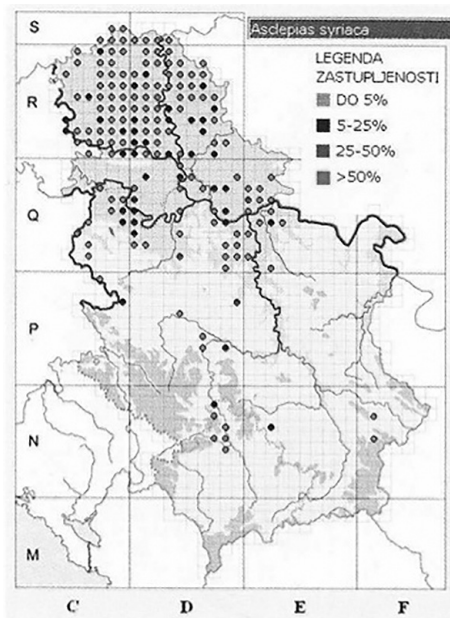 Asclepias syriaca
LEGENDA
ZASTUPLJENOSTI
DO 5%
5-25%
25-50%
>50%
S
R
Q
P
N
M
C D E F